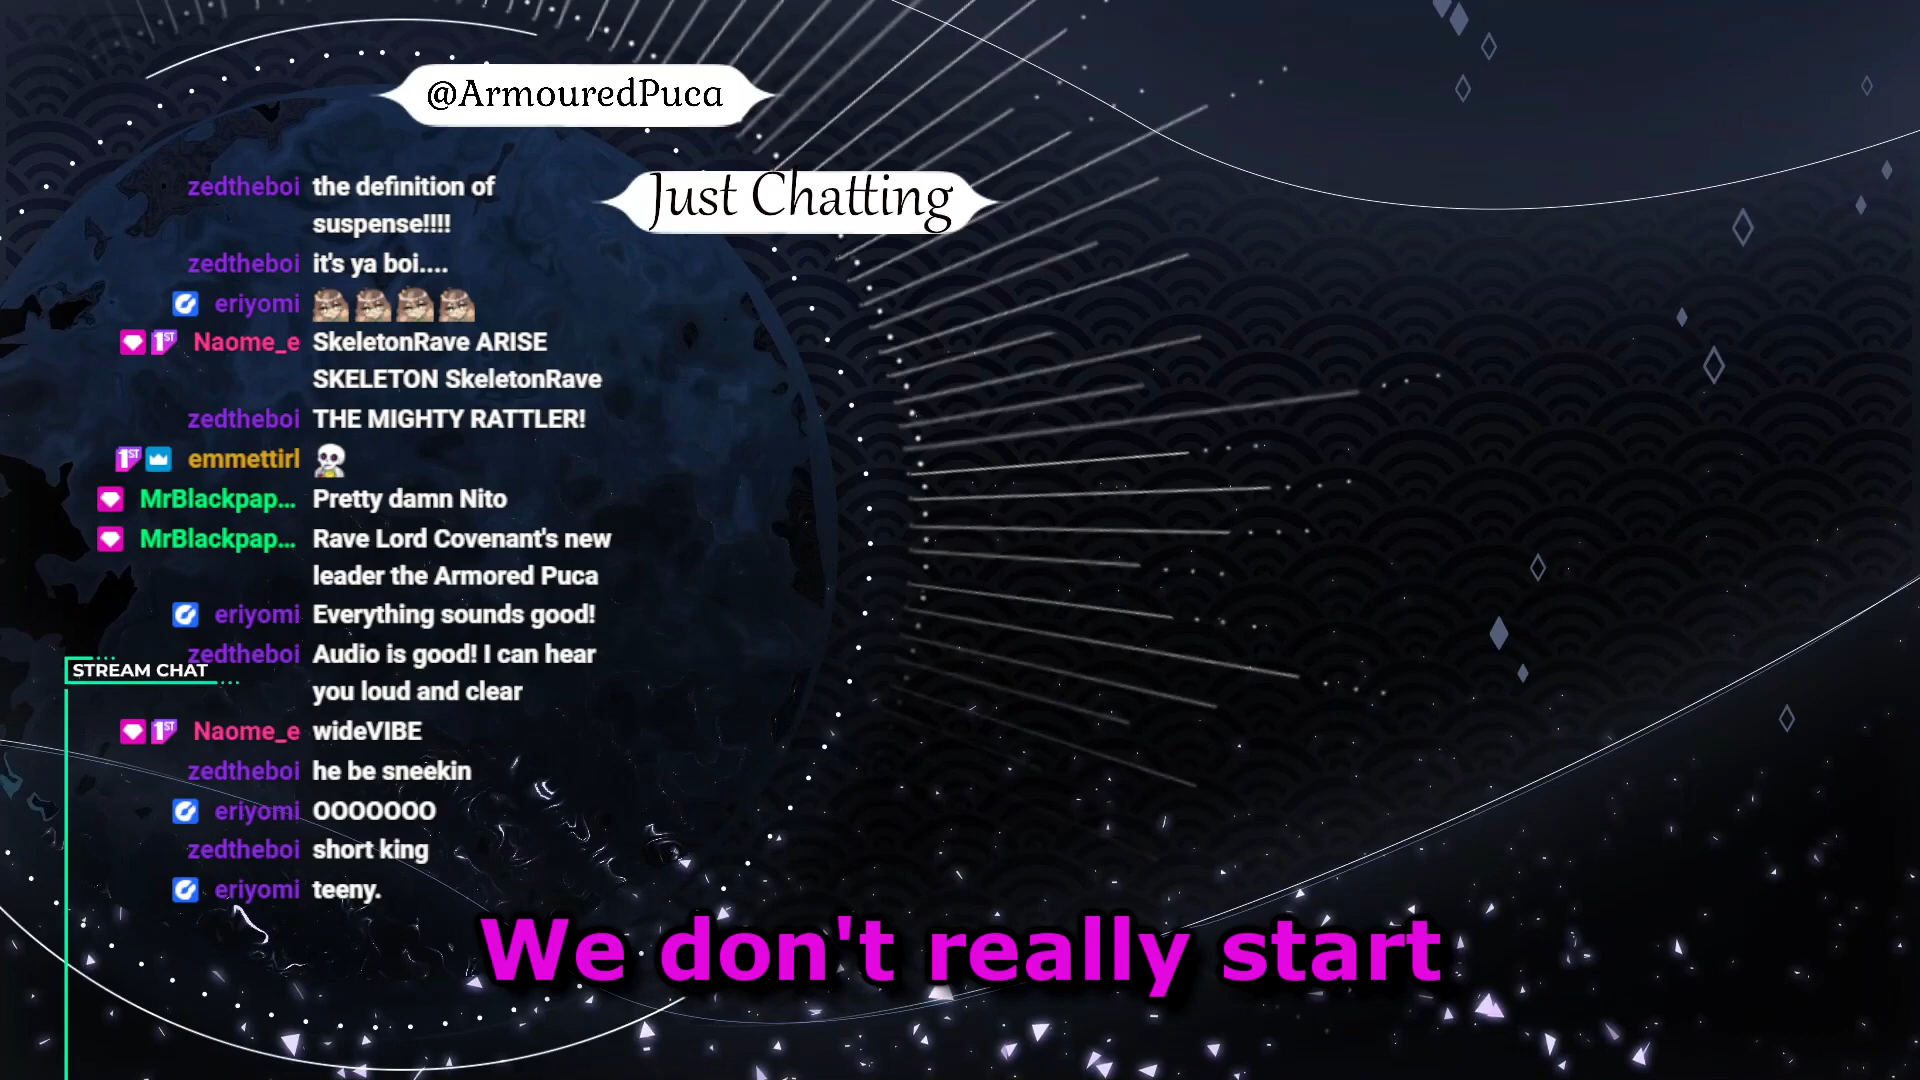 @ArmouredPuca
Just Chatting
zedtheboi the definition of
suspense!!!!
zedtheboi it's ya boi....
eriyomi
1ST Naome_e SkeletonRave ARISE
SKELETON SkeletonRave
zedtheboi THE MIGHTY RATTLER!
1ST emmettirl
MrBlackpap... Pretty damn Nito
MrBlackpap... Rave Lord Covenant's new
leader the Armored Puca
eriyomi Everything sounds good!
zedtheboi Audio is good! I can hear
STREAM CHAT
you loud and clear
1ST Naome_e wideVIBE
zedtheboi he be sneekin
eriyomi OOOOOOO
zedtheboi short king
eriyomi teeny.
We don't really start